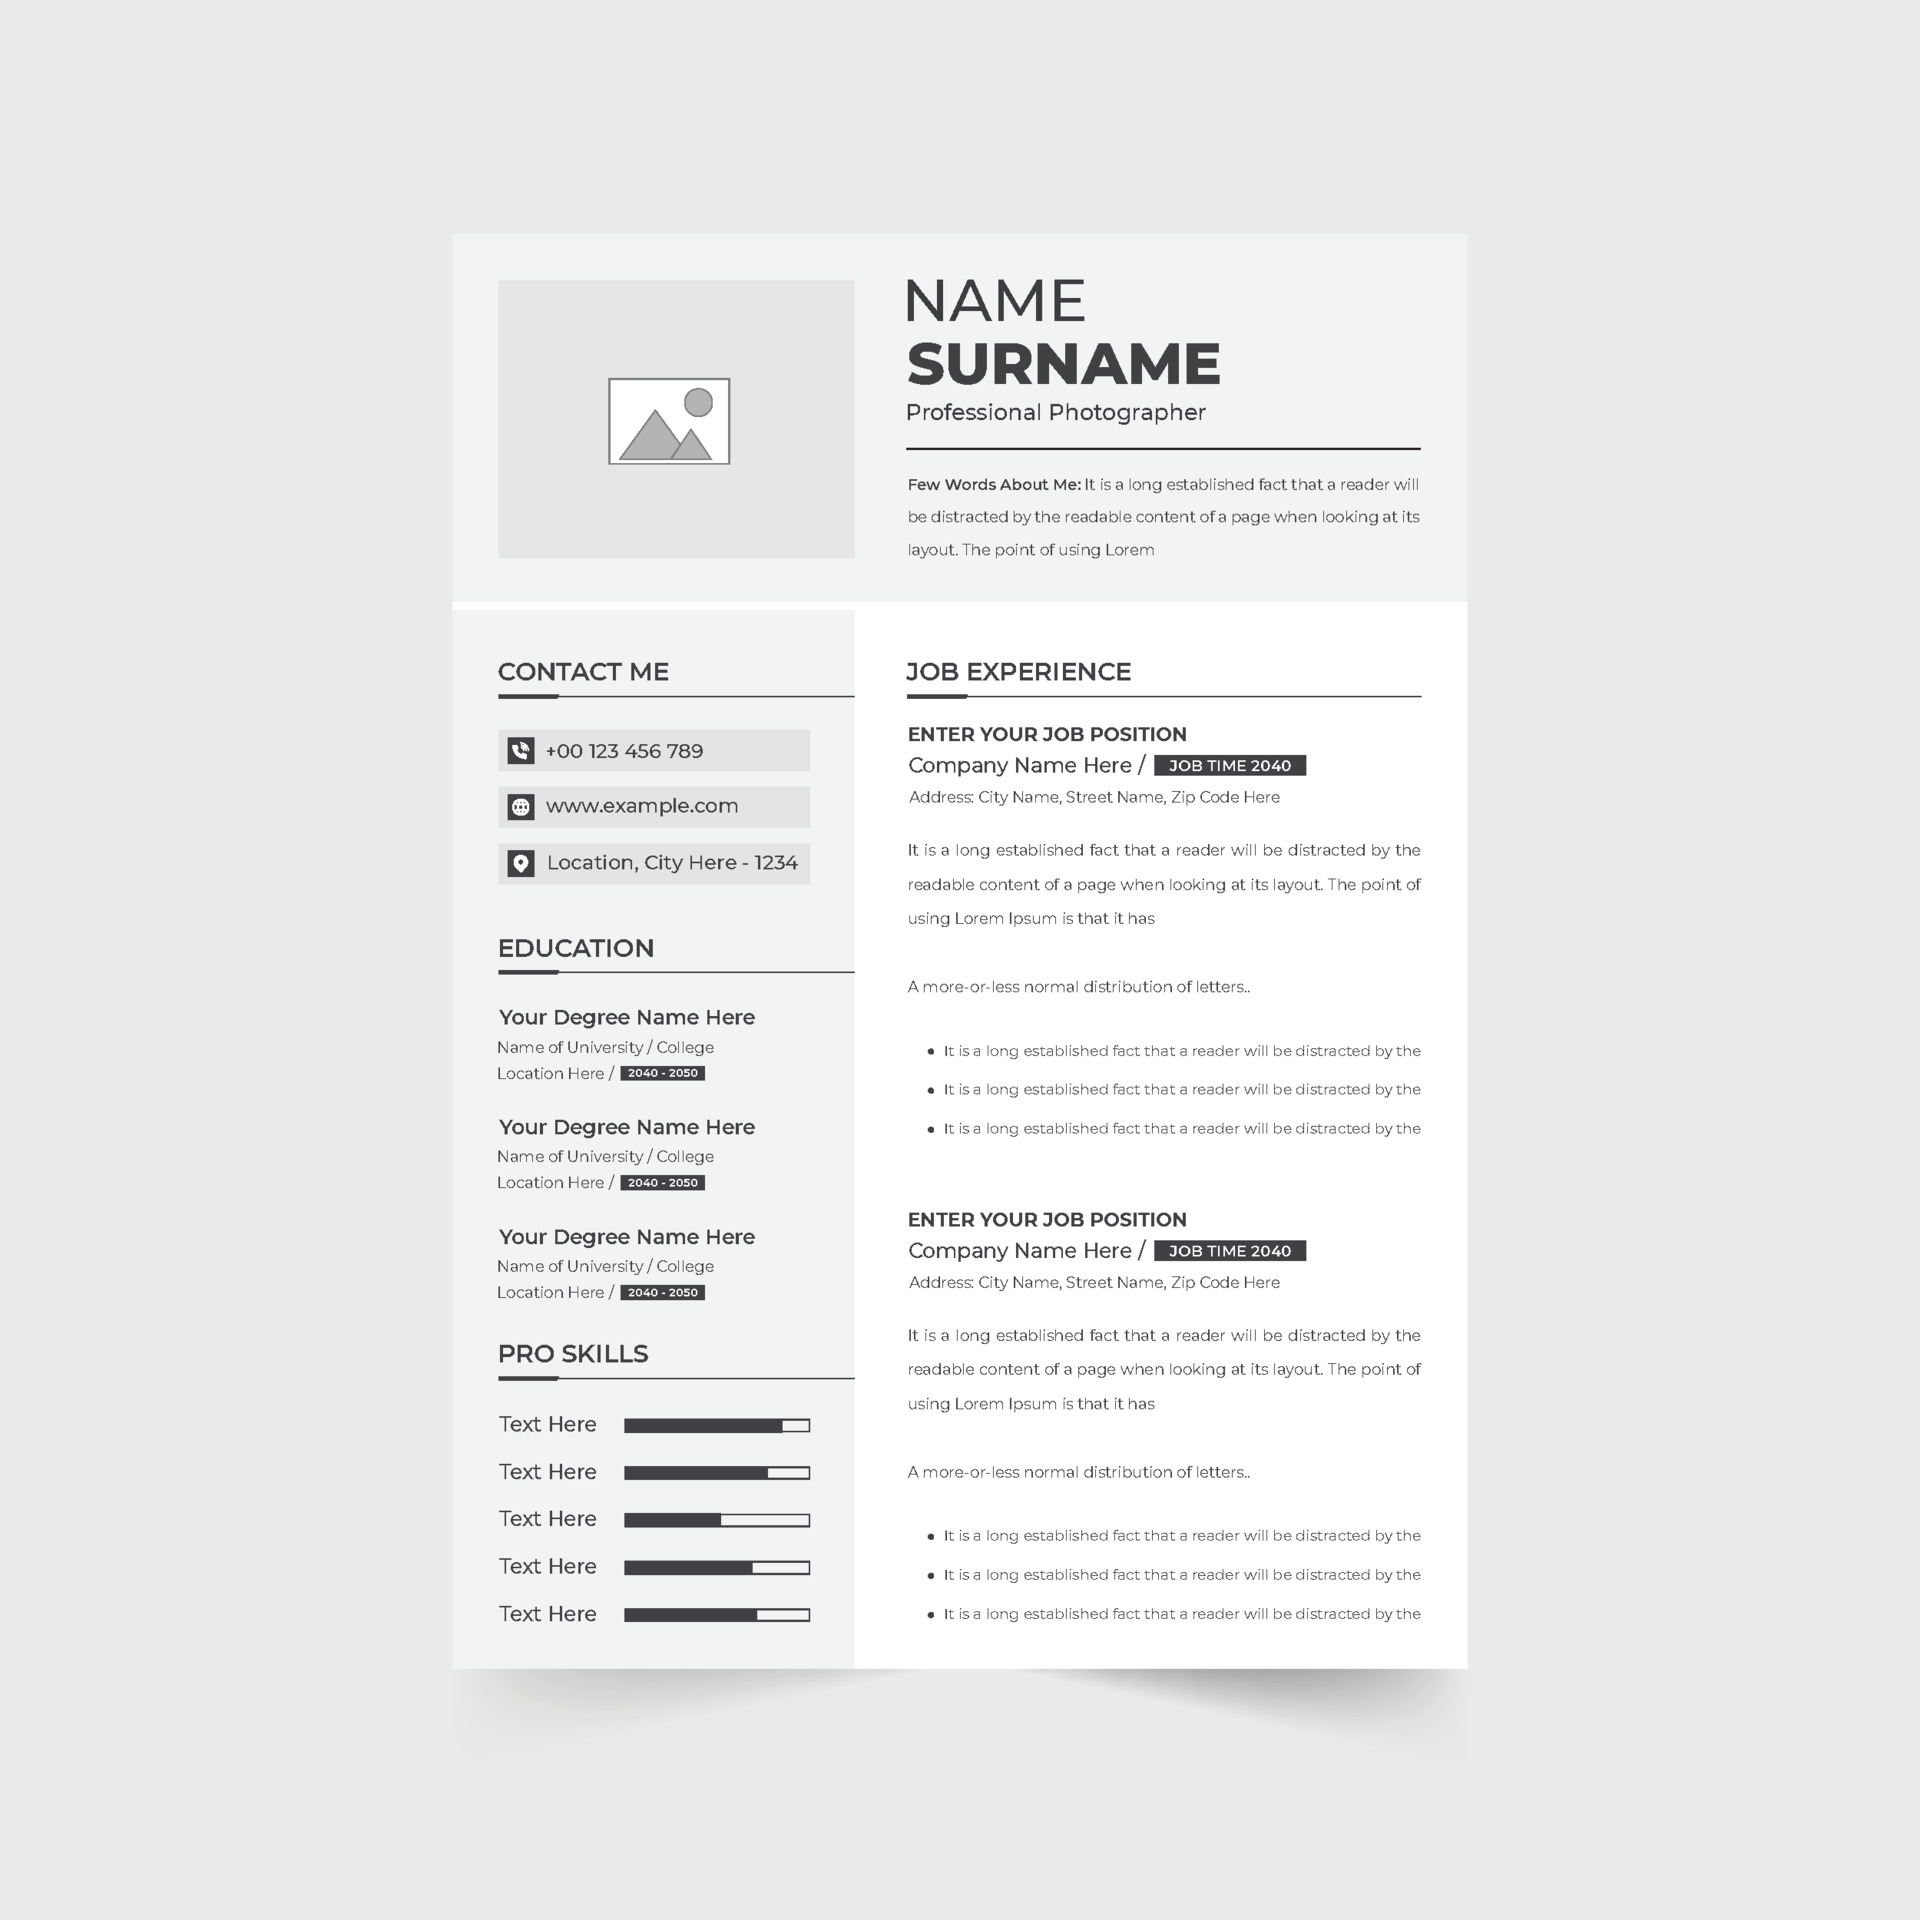 NAME
SURNAME
Professional Photographer
Few Words About Me: It is a long established fact that a reader will
be distracted by the readable content of a page when looking at its
layout. The point of using Lorem
CONTACT ME
+00 123 456 789
www.example.com
Location, City Here - 1234
EDUCATION
Your Degree Name Here
Name of University / College
Location Here / 2040 - 2050
Your Degree Name Here
Name of University / College
Location Here / 2040 - 2050
Your Degree Name Here
Name of University / College
Location Here / 2040 - 2050
PRO SKILLS
Text Here
Text Here
Text Here
Text Here
Text Here
JOB EXPERIENCE
ENTER YOUR JOB POSITION
Company Name Here / JOB TIME 2040
Address: City Name, Street Name, Zip Code Here
It is a long established fact that a reader will be distracted by the
readable content of a page when looking at its layout. The point of
using Lorem Ipsum is that it has
A more-or-less normal distribution of letters..
• It is a long established fact that a reader will be distracted by the
• It is a long established fact that a reader will be distracted by the
• It is a long established fact that a reader will be distracted by the
ENTER YOUR JOB POSITION
Company Name Here / JOB TIME 2040
Address: City Name, Street Name, Zip Code Here
It is a long established fact that a reader will be distracted by the
readable content of a page when looking at its layout. The point of
using Lorem Ipsum is that it has
A more-or-less normal distribution of letters..
• It is a long established fact that a reader will be distracted by the
• It is a long established fact that a reader will be distracted by the
• It is a long established fact that a reader will be distracted by the